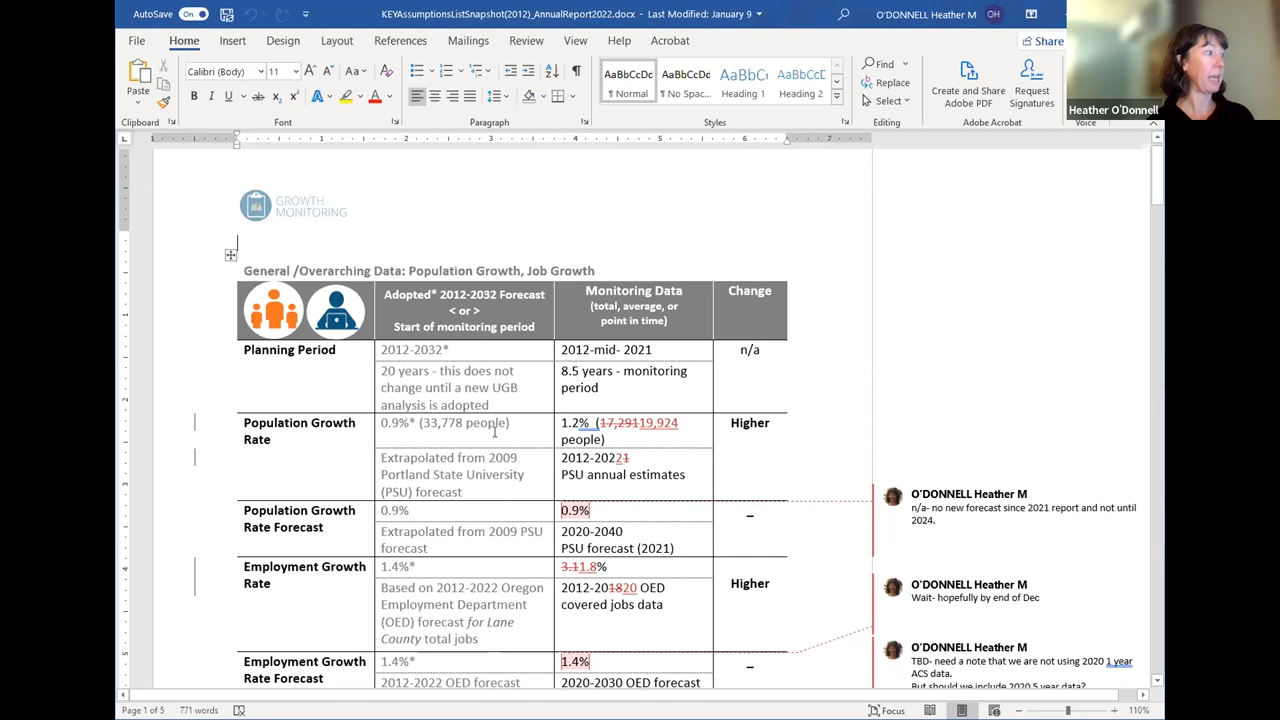 AutoSave On KEYAssumptionsListSnapshot(2012)_AnnualReport2022.docx - Last Modified: January 9 O'DONNELL Heather M OH
File Home Insert Design Layout References Mailings Review View Help Acrobat Share
Calibri (Body) 11
Paste
AaBbCcDd AaBbCcDd AaBbCc AaBbCcD
Normal No Spac... Heading 1 Heading 2
Find
Replace
Select
Create and Share Adobe PDF
Request Signatures
Clipboard Font Paragraph Styles Editing Adobe Acrobat Voice
Heather O'Donnell
GROWTH
MONITORING
General /Overarching Data: Population Growth, Job Growth
Adopted* 2012-2032 Forecast
< or >
Start of monitoring period
Monitoring Data
(total, average, or
point in time)
Change
Planning Period
2012-2032*
20 years - this does not
change until a new UGB
analysis is adopted
2012-mid- 2021
8.5 years - monitoring
period
n/a
Population Growth
Rate
0.9%* (33,778 people)
Extrapolated from 2009
Portland State University
(PSU) forecast
1.2% (17,29119,924
people)
2012-20221
PSU annual estimates
Higher
Population Growth
Rate Forecast
0.9%
Extrapolated from 2009 PSU
forecast
0.9%
2020-2040
PSU forecast (2021)
–
Employment Growth
Rate
1.4%*
Based on 2012-2022 Oregon
Employment Department
(OED) forecast for Lane
County total jobs
3.11.8%
2012-201820 OED
covered jobs data
Higher
Employment Growth
Rate Forecast
1.4%*
2012-2022 OED forecast
1.4%
2020-2030 OED forecast
–
O'DONNELL Heather M
n/a- no new forecast since 2021 report and not until
2024.
O'DONNELL Heather M
Wait- hopefully by end of Dec
O'DONNELL Heather M
TBD- need a note that we are not using 2020 1 year
ACS data.
But should we include 2020 5 year data?
Page 1 of 5 771 words Focus 110%